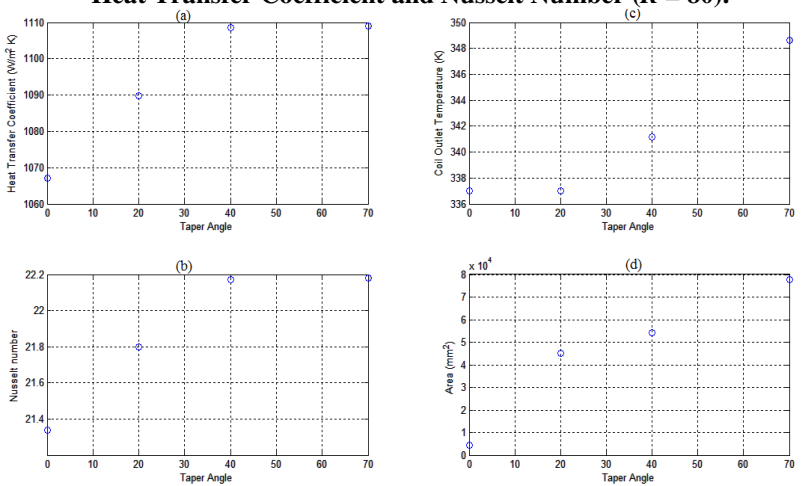 Heat Transfer Coefficient and Nusselt Number (R = 80).
(a)
Heat Transfer Coefficient (W/m² K)
1110
1100
1090
1080
1070
1060
0 10 20 30 40 50 60 70
Taper Angle
(c)
Coil Outlet Temperature (K)
350
348
346
344
342
340
338
336
0 10 20 30 40 50 60 70
Taper Angle
(b)
Nusselt number
22.2
22
21.8
21.6
21.4
0 10 20 30 40 50 60 70
Taper Angle
(d)
x 10⁴
Area (mm²)
8
7
6
5
4
3
2
1
0
0 10 20 30 40 50 60 70
Taper Angle